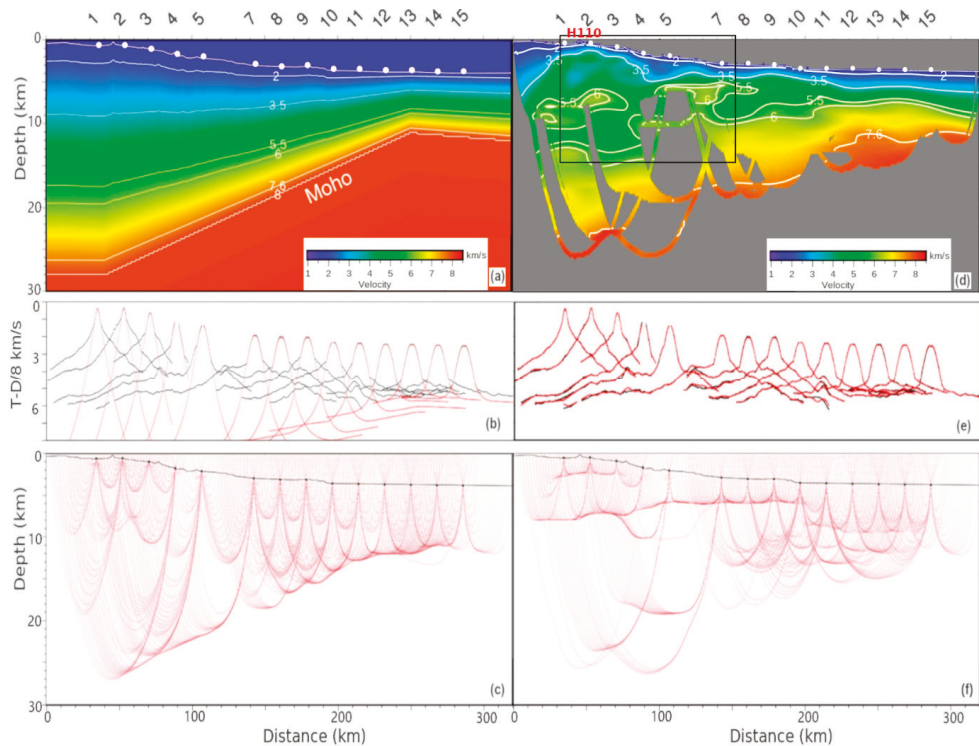 1 2 3 4 5 7 8 9 10 11 12 13 14 15
1 2 3 4 5 7 8 9 10 11 12 13 14 15
H110
0
10
20
30
Depth (km)
2
3.5
5.5
6
7.6
8
Moho
km/s
1 2 3 4 5 6 7 8
Velocity
(a)
2
3.5
5.5
6
2
3.5
6
5.5
6
7.6
2
3.5
km/s
1 2 3 4 5 6 7 8
Velocity
(d)
0
3
6
T-D/8 km/s
(b)
(e)
0
10
20
30
Depth (km)
(c)
(f)
0 100 200 300
0 100 200 300
Distance (km)
Distance (km)